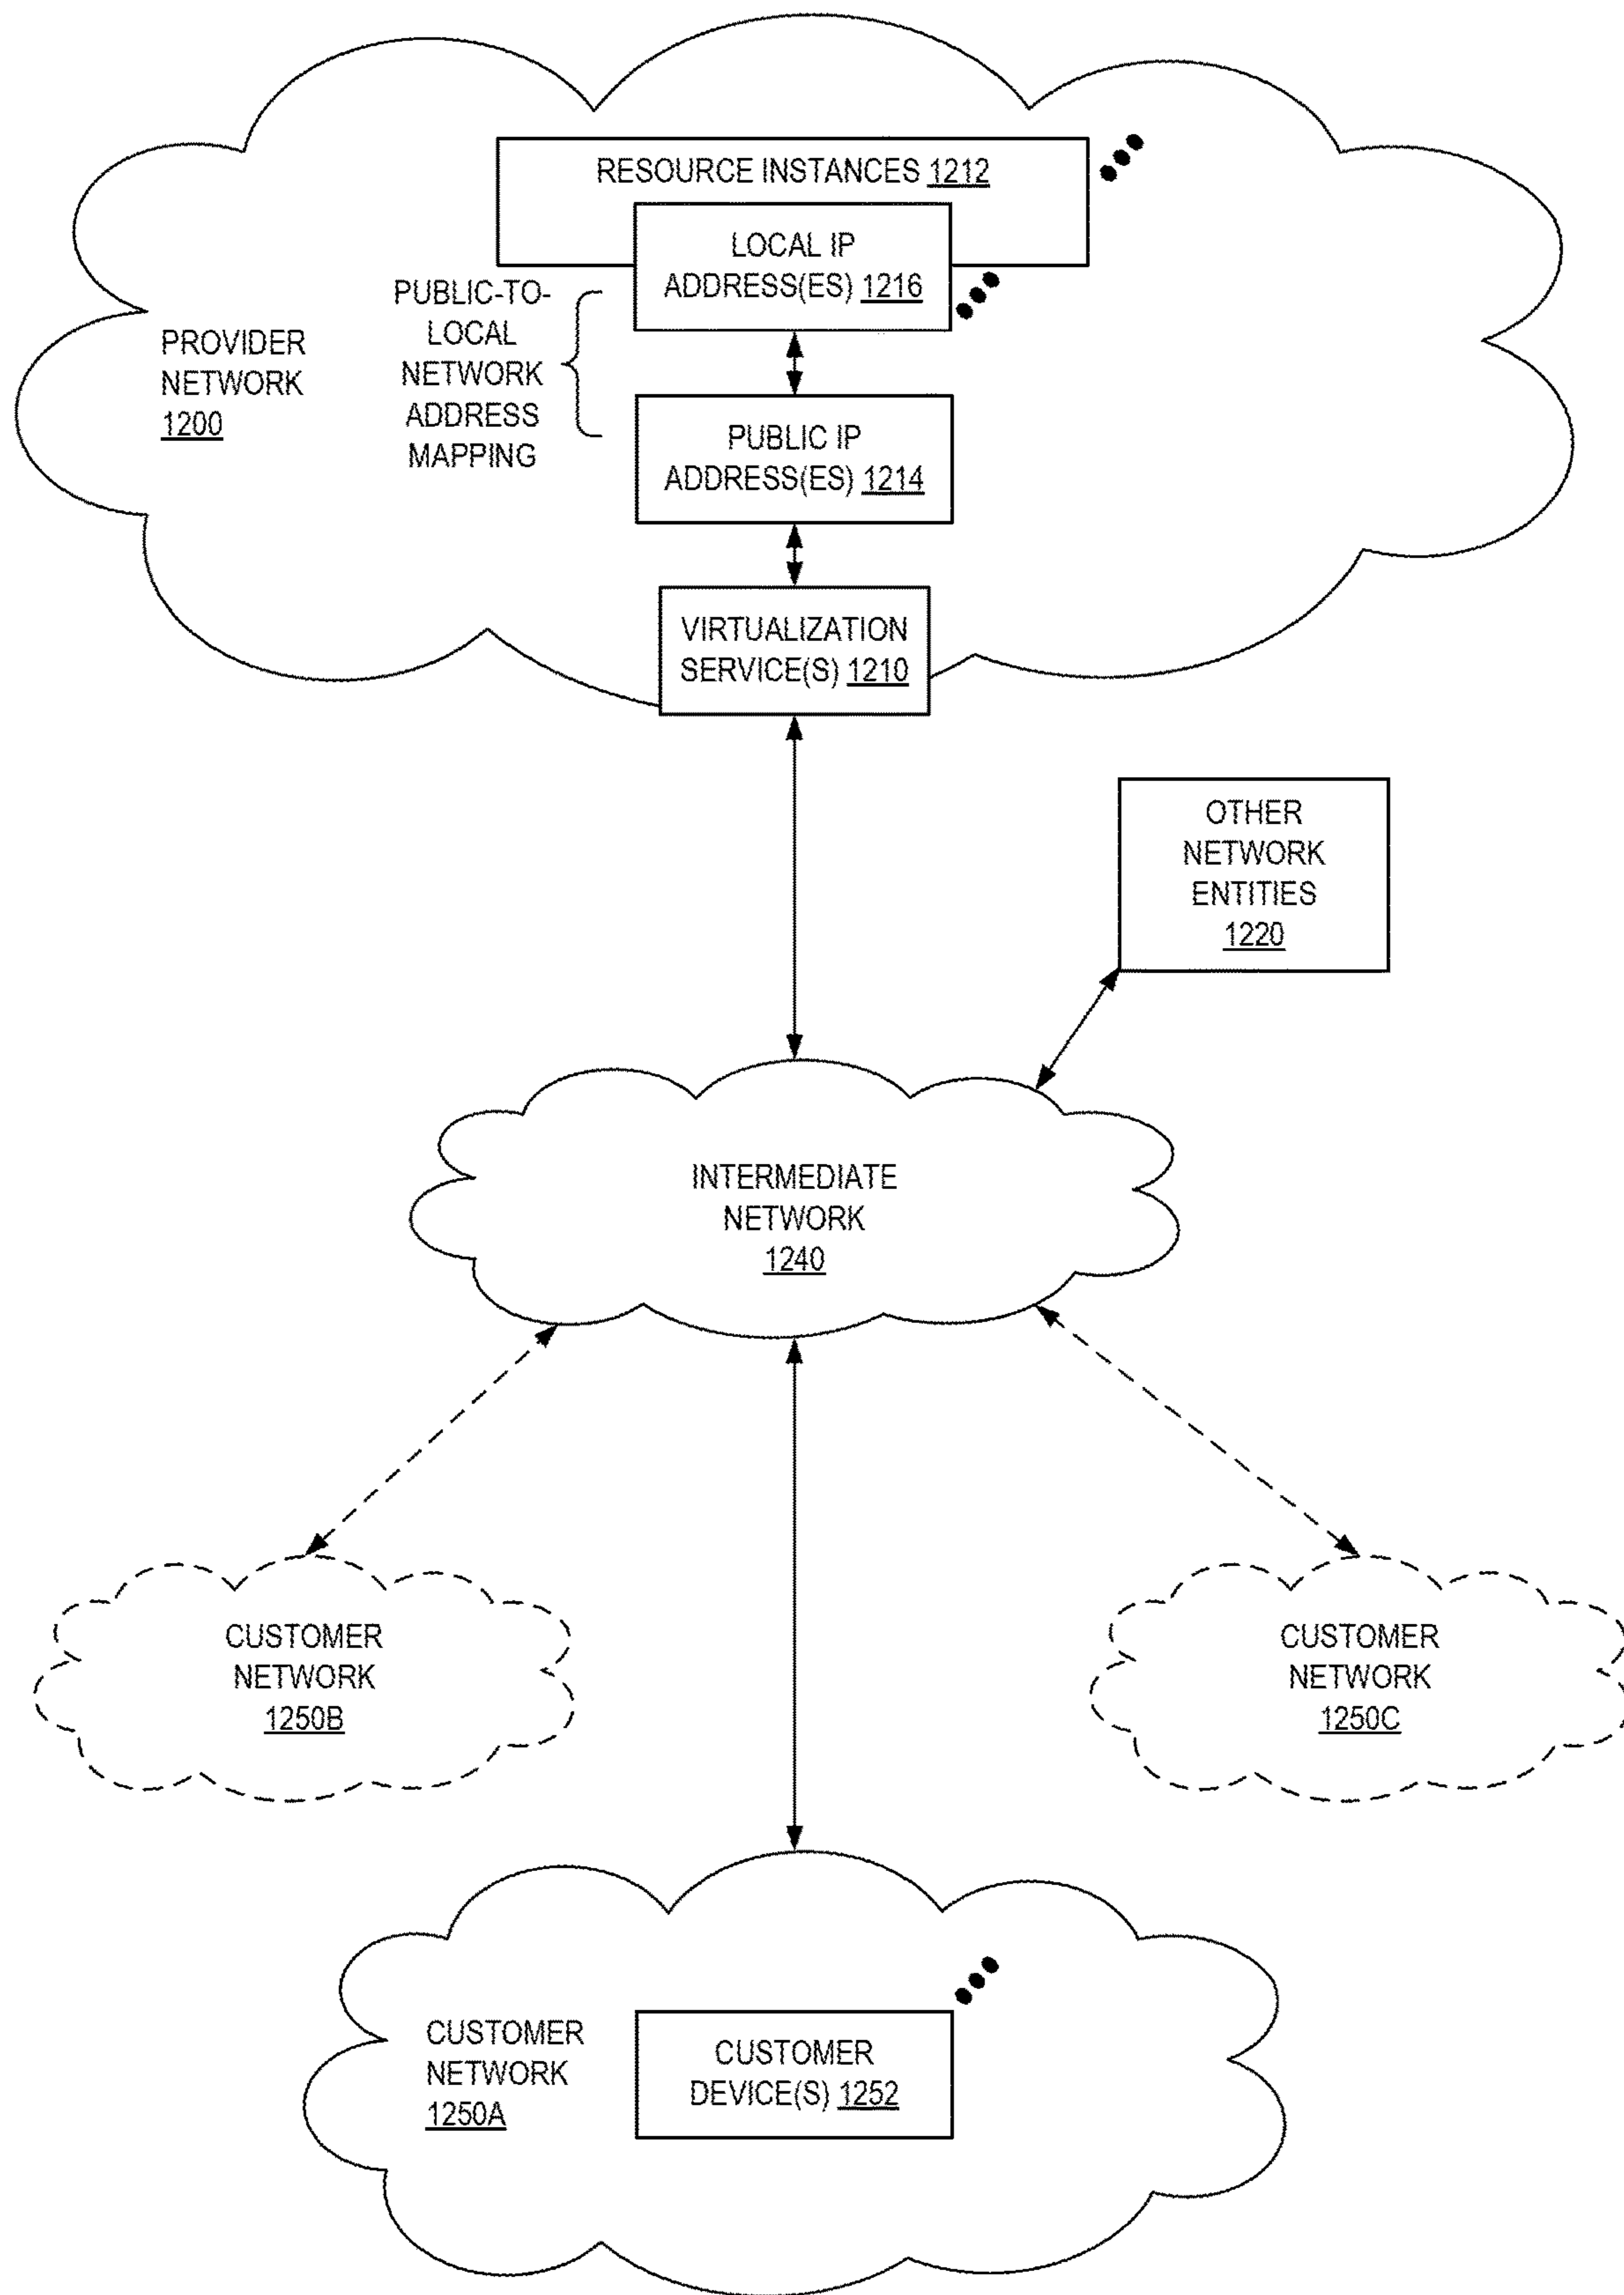 RESOURCE INSTANCES 1212
LOCAL IP
ADDRESS(ES) 1216
PUBLIC-TO-
LOCAL
NETWORK
ADDRESS
MAPPING
PROVIDER
NETWORK
1200
PUBLIC IP
ADDRESS(ES) 1214
VIRTUALIZATION
SERVICE(S) 1210
OTHER
NETWORK
ENTITIES
1220
INTERMEDIATE
NETWORK
1240
CUSTOMER
NETWORK
1250B
CUSTOMER
NETWORK
1250C
CUSTOMER
NETWORK
1250A
CUSTOMER
DEVICE(S) 1252